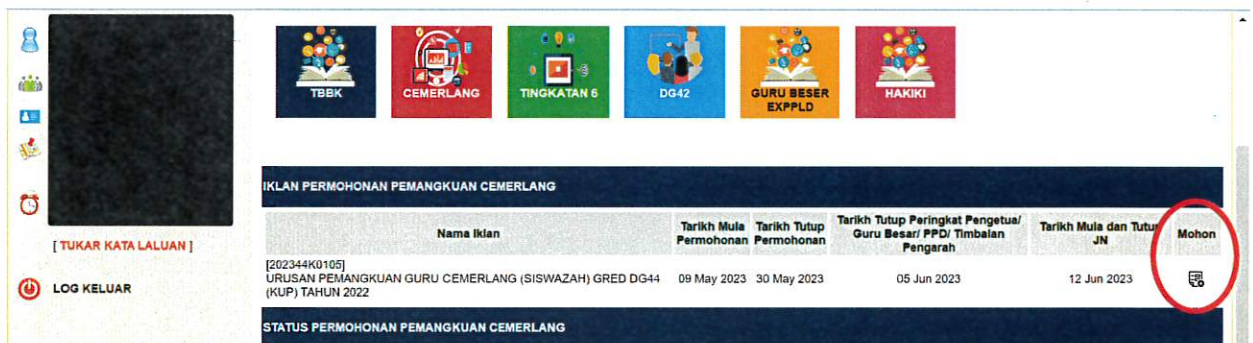 TBBK
CEMERLANG
TINGKATAN 6
DG42
GURU BESER
EXPPLD
HAKIKI
[ TUKAR KATA LALUAN ]
LOG KELUAR
IKLAN PERMOHONAN PEMANGKUAN CEMERLANG
Nama Iklan
Tarikh Mula
Permohonan
Tarikh Tutup
Permohonan
Tarikh Tutup Peringkat Pengetua/
Guru Besar/ PPD/ Timbalan
Pengarah
Tarikh Mula dan Tutup
JN
Mohon
[202344K0105]
URUSAN PEMANGKUAN GURU CEMERLANG (SISWAZAH) GRED DG44
(KUP) TAHUN 2022
09 May 2023
30 May 2023
05 Jun 2023
12 Jun 2023
STATUS PERMOHONAN PEMANGKUAN CEMERLANG